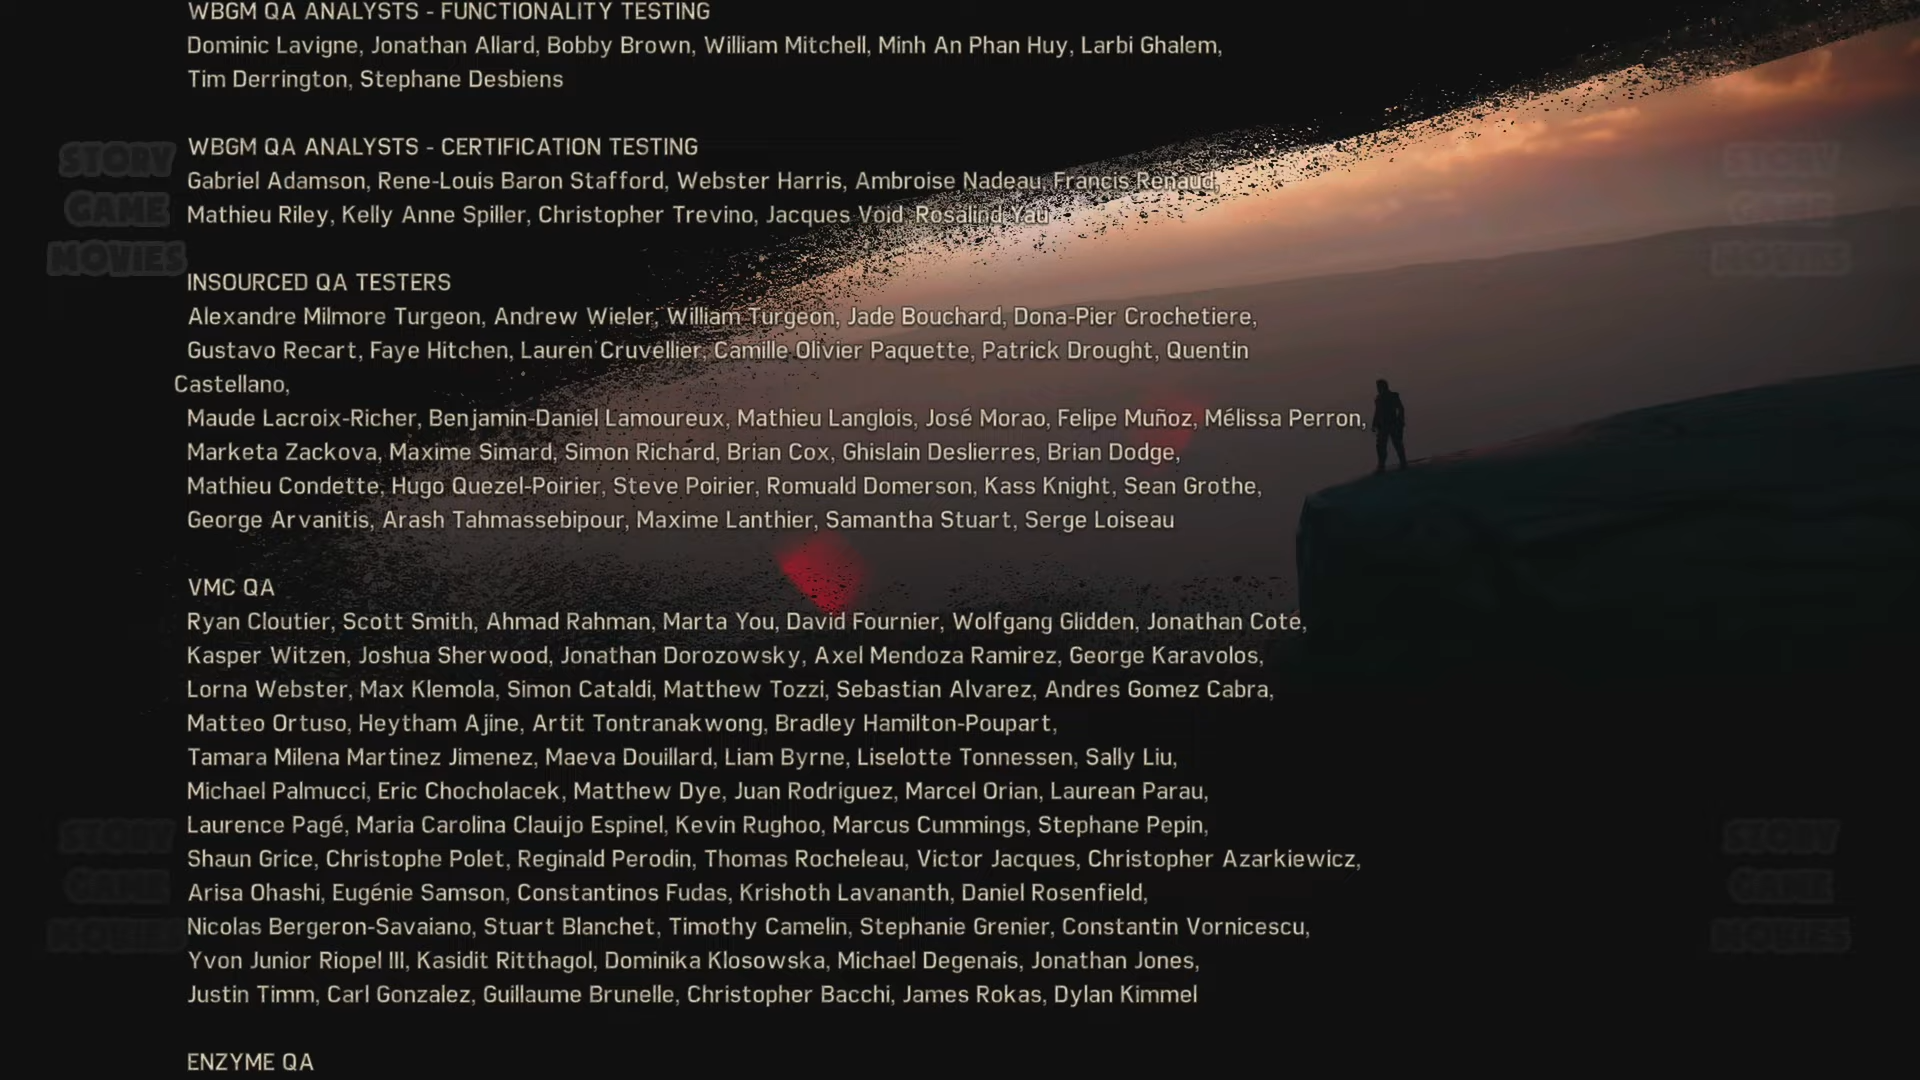 WBGM QA ANALYSTS - FUNCTIONALITY TESTING
Dominic Lavigne, Jonathan Allard, Bobby Brown, William Mitchell, Minh An Phan Huy, Larbi Ghalem,
Tim Derrington, Stephane Desbiens
WBGM QA ANALYSTS - CERTIFICATION TESTING
Gabriel Adamson, Rene-Louis Baron Stafford, Webster Harris, Ambroise Nadeau, Francis Renaud,
Mathieu Riley, Kelly Anne Spiller, Christopher Trevino, Jacques Void, Rosalind Yau
STORY
GAME
MOVIES
STORY
GAME
MOVIES
INSOURCED QA TESTERS
Alexandre Milmore Turgeon, Andrew Wieler, William Turgeon, Jade Bouchard, Dona-Pier Crochetiere,
Gustavo Recart, Faye Hitchen, Lauren Cruvellier, Camille Olivier Paquette, Patrick Drought, Quentin
Castellano,
Maude Lacroix-Richer, Benjamin-Daniel Lamoureux, Mathieu Langlois, José Morao, Felipe Muñoz, Mélissa Perron,
Marketa Zackova, Maxime Simard, Simon Richard, Brian Cox, Ghislain Deslierres, Brian Dodge,
Mathieu Condette, Hugo Quezel-Poirier, Steve Poirier, Romuald Domerson, Kass Knight, Sean Grothe,
George Arvanitis, Arash Tahmassebipour, Maxime Lanthier, Samantha Stuart, Serge Loiseau
VMC QA
Ryan Cloutier, Scott Smith, Ahmad Rahman, Marta You, David Fournier, Wolfgang Glidden, Jonathan Cote,
Kasper Witzen, Joshua Sherwood, Jonathan Dorozowsky, Axel Mendoza Ramirez, George Karavolos,
Lorna Webster, Max Klemola, Simon Cataldi, Matthew Tozzi, Sebastian Alvarez, Andres Gomez Cabra,
Matteo Ortuso, Heytham Ajine, Artit Tontranakwong, Bradley Hamilton-Poupart,
Tamara Milena Martinez Jimenez, Maeva Douillard, Liam Byrne, Liselotte Tonnessen, Sally Liu,
Michael Palmucci, Eric Chocholacek, Matthew Dye, Juan Rodriguez, Marcel Orian, Laurean Parau,
Laurence Pagé, Maria Carolina Clauijo Espinel, Kevin Rughoo, Marcus Cummings, Stephane Pepin,
Shaun Grice, Christophe Polet, Reginald Perodin, Thomas Rocheleau, Victor Jacques, Christopher Azarkiewicz,
Arisa Ohashi, Eugénie Samson, Constantinos Fudas, Krishoth Lavananth, Daniel Rosenfield,
Nicolas Bergeron-Savaiano, Stuart Blanchet, Timothy Camelin, Stephanie Grenier, Constantin Vornicescu,
Yvon Junior Riopel III, Kasidit Ritthagol, Dominika Klosowska, Michael Degenais, Jonathan Jones,
Justin Timm, Carl Gonzalez, Guillaume Brunelle, Christopher Bacchi, James Rokas, Dylan Kimmel
STORY
GAME
MOVIES
STORY
GAME
MOVIES
ENZYME QA